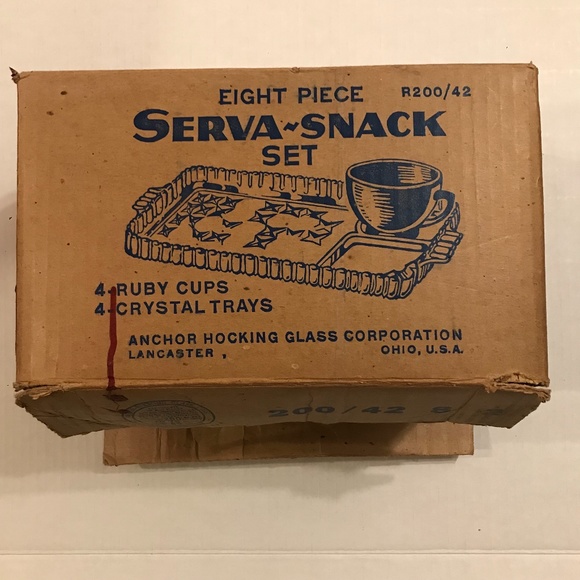 EIGHT PIECE R200/42
SERVA~SNACK
SET
4-RUBY CUPS
4-CRYSTAL TRAYS
ANCHOR HOCKING GLASS CORPORATION
LANCASTER, OHIO, U.S.A.
200/42 8